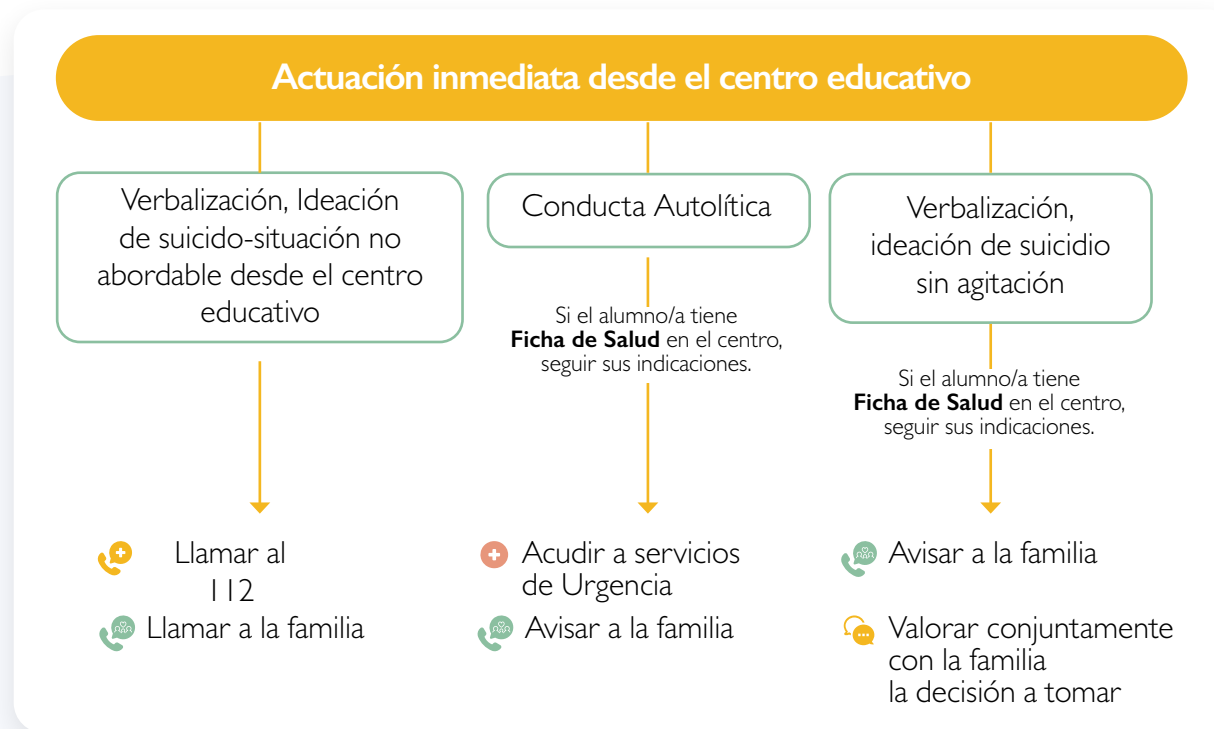 Actuación inmediata desde el centro educativo
Verbalización, Ideación
de suicido-situación no
abordable desde el centro
educativo
Llamar al
112
Llamar a la familia
Conducta Autolítica
Si el alumno/a tiene
Ficha de Salud en el centro,
seguir sus indicaciones.
Acudir a servicios
de Urgencia
Avisar a la familia
Verbalización,
ideación de suicidio
sin agitación
Si el alumno/a tiene
Ficha de Salud en el centro,
seguir sus indicaciones.
Avisar a la familia
Valorar conjuntamente
con la familia
la decisión a tomar